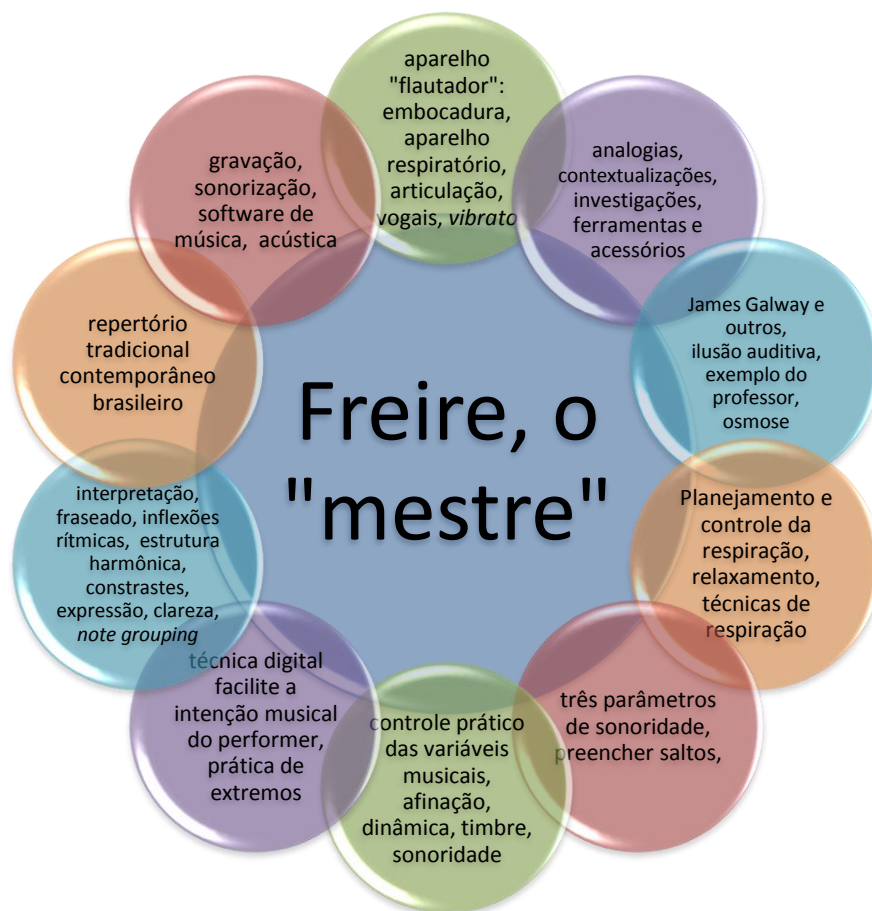 aparelho
"flautador":
embocadura,
aparelho
respiratório,
articulação,
vogais, vibrato
analogias,
contextualizações,
investigações,
ferramentas e
acessórios
James Galway e
outros,
ilusão auditiva,
exemplo do
professor,
osmose
Planejamento e
controle da
respiração,
relaxamento,
técnicas de
respiração
três parâmetros
de sonoridade,
preencher saltos,
controle prático
das variáveis
musicais,
afinação,
dinâmica, timbre,
sonoridade
técnica digital
facilite a
intenção musical
do performer,
prática de
extremos
interpretação,
fraseado, inflexões
rítmicas, estrutura
harmônica,
constrastes,
expressão, clareza,
note grouping
repertório
tradicional
contemporâneo
brasileiro
gravação,
sonorização,
software de
música, acústica
Freire, o
"mestre"